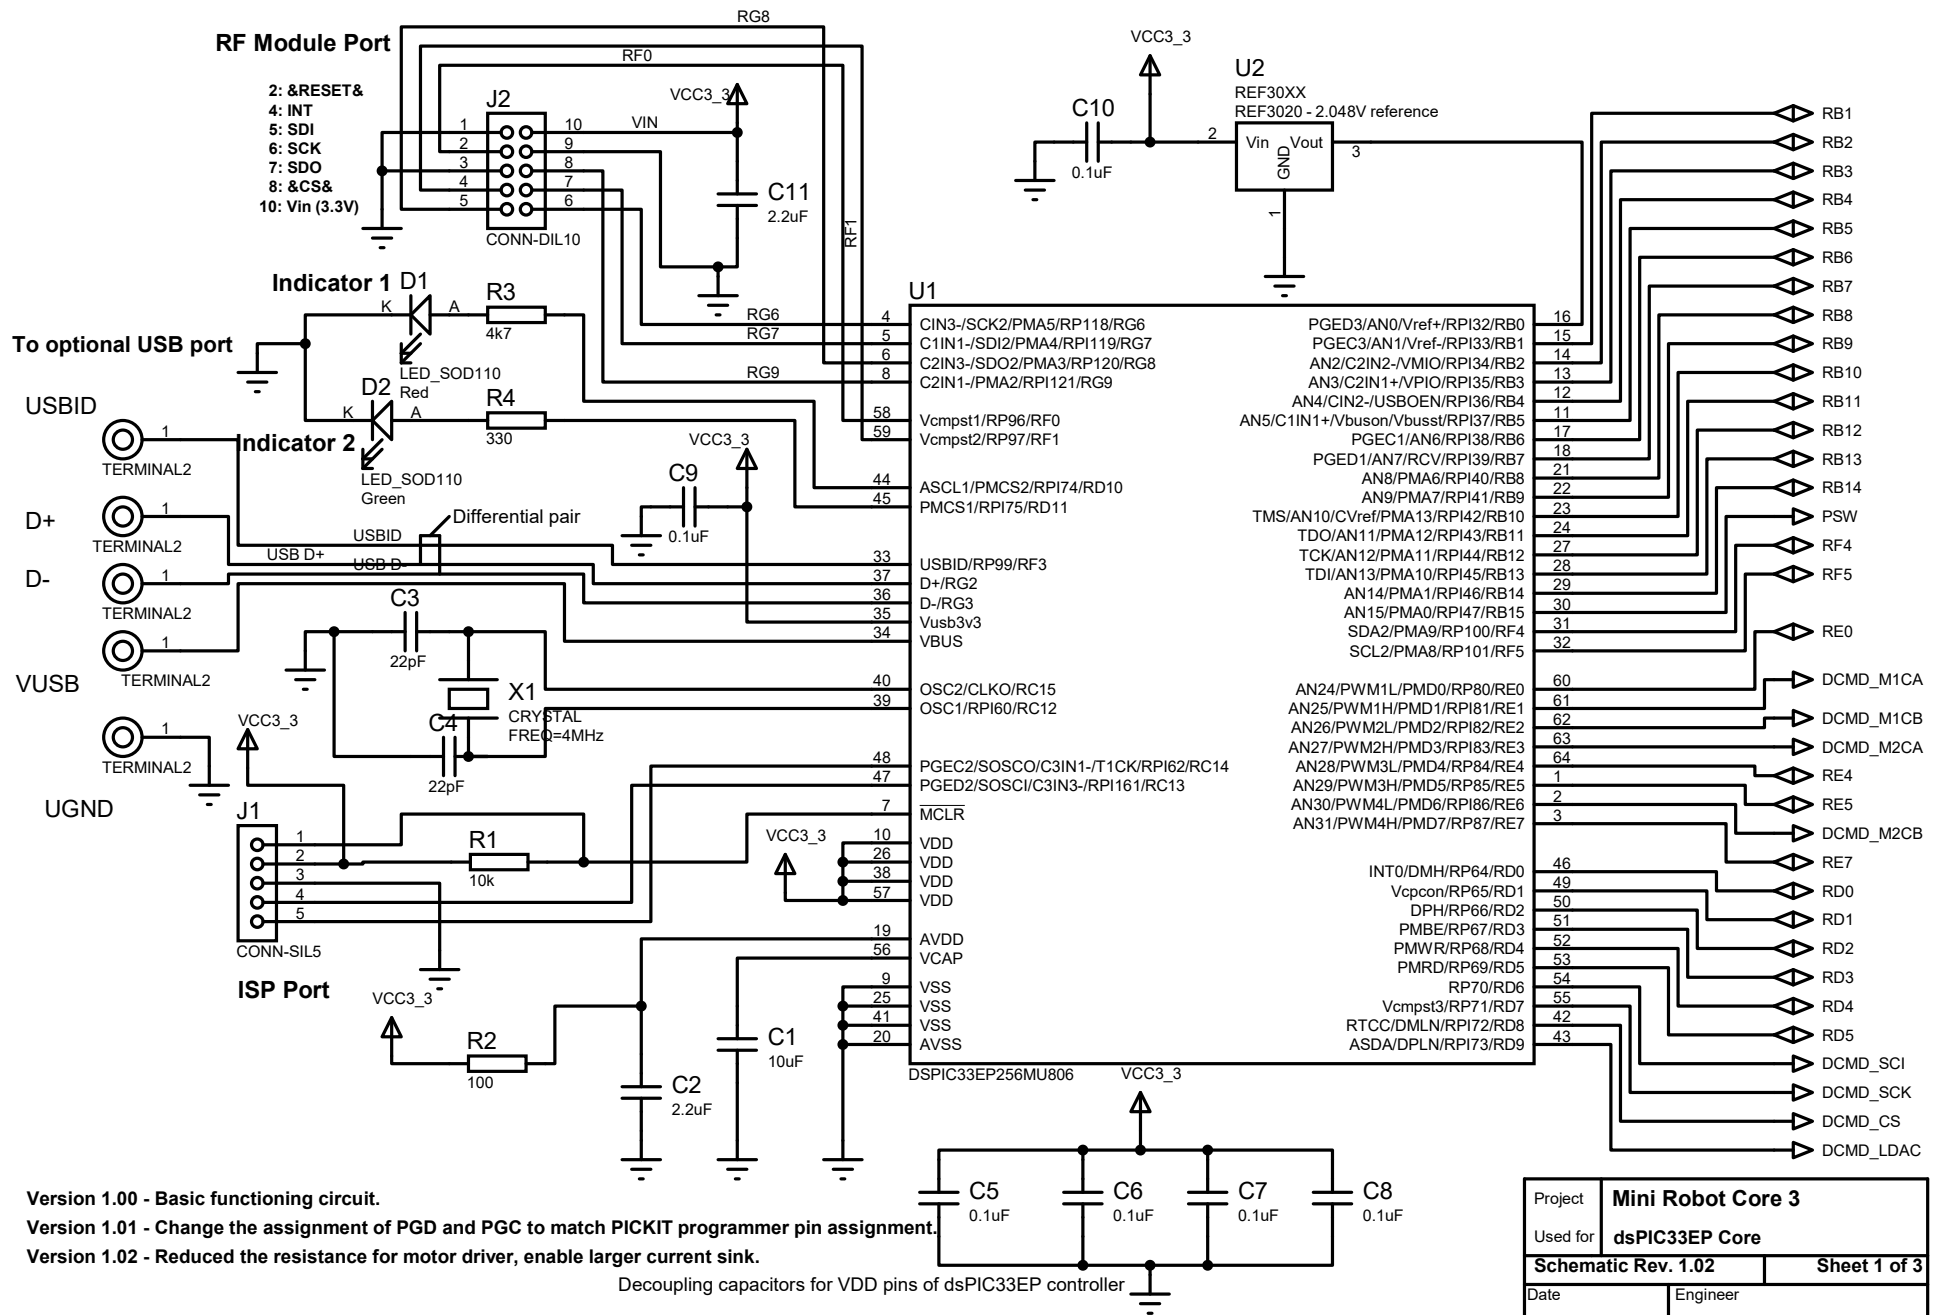 RG8
RF Module Port
RF0
VCC3_3
2: &RESET&
4: INT
5: SDI
6: SCK
7: SDO
8: &CS&
10: Vin (3.3V)
J2
VCC3_3
VIN
1
2
3
4
5
10
9
8
7
6
CONN-DIL10
C11
2.2uF
RF1
C10
0.1uF
U2
REF30XX
REF3020 - 2.048V reference
2
Vin
Vout
GND
3
1
Indicator 1
D1
K
A
R3
4k7
LED_SOD110
Red
To optional USB port
D2
K
A
R4
330
Indicator 2
LED_SOD110
Green
USBID
1
TERMINAL2
D+
1
TERMINAL2
D-
1
TERMINAL2
1
TERMINAL2
VUSB
1
TERMINAL2
UGND
USBID
USB D+
USB D-
Differential pair
VCC3_3
C9
0.1uF
C3
22pF
X1
CRYSTAL
FREQ=4MHz
C4
22pF
VCC3_3
J1
1
2
3
4
5
CONN-SIL5
ISP Port
R1
10k
VCC3_3
VCC3_3
R2
100
C2
2.2uF
C1
10uF
U1
RG6
4
CIN3-/SCK2/PMA5/RP118/RG6
RG7
5
C1IN1-/SDI2/PMA4/RPI119/RG7
6
C2IN3-/SDO2/PMA3/RP120/RG8
RG9
8
C2IN1-/PMA2/RPI121/RG9
58
Vcmpst1/RP96/RF0
59
Vcmpst2/RP97/RF1
44
ASCL1/PMCS2/RPI74/RD10
45
PMCS1/RPI75/RD11
33
USBID/RP99/RF3
37
D+/RG2
36
D-/RG3
35
Vusb3v3
34
VBUS
40
OSC2/CLKO/RC15
39
OSC1/RPI60/RC12
48
PGEC2/SOSCO/C3IN1-/T1CK/RPI62/RC14
47
PGED2/SOSCI/C3IN3-/RPI161/RC13
7
MCLR
10
VDD
26
VDD
38
VDD
57
VDD
19
AVDD
56
VCAP
9
VSS
25
VSS
41
VSS
20
AVSS
DSPIC33EP256MU806
PGED3/AN0/Vref+/RPI32/RB0
16
PGEC3/AN1/Vref-/RPI33/RB1
15
AN2/C2IN2-/VMIO/RPI34/RB2
14
AN3/C2IN1+/VPIO/RPI35/RB3
13
AN4/CIN2-/USBOEN/RPI36/RB4
12
AN5/C1IN1+/Vbuson/Vbusst/RPI37/RB5
11
PGEC1/AN6/RPI38/RB6
17
PGED1/AN7/RCV/RPI39/RB7
18
AN8/PMA6/RPI40/RB8
21
AN9/PMA7/RPI41/RB9
22
TMS/AN10/CVref/PMA13/RPI42/RB10
23
TDO/AN11/PMA12/RPI43/RB11
24
TCK/AN12/PMA11/RPI44/RB12
27
TDI/AN13/PMA10/RPI45/RB13
28
AN14/PMA1/RPI46/RB14
29
AN15/PMA0/RPI47/RB15
30
SDA2/PMA9/RP100/RF4
31
SCL2/PMA8/RP101/RF5
32
AN24/PWM1L/PMD0/RP80/RE0
60
AN25/PWM1H/PMD1/RPI81/RE1
61
AN26/PWM2L/PMD2/RP82/RE2
62
AN27/PWM2H/PMD3/RPI83/RE3
63
AN28/PWM3L/PMD4/RP84/RE4
64
AN29/PWM3H/PMD5/RP85/RE5
1
AN30/PWM4L/PMD6/RPI86/RE6
2
AN31/PWM4H/PMD7/RP87/RE7
3
INT0/DMH/RP64/RD0
46
Vcpcon/RP65/RD1
49
DPH/RP66/RD2
50
PMBE/RP67/RD3
51
PMWR/RP68/RD4
52
PMRD/RP69/RD5
53
RP70/RD6
54
Vcmpst3/RP71/RD7
55
RTCC/DMLN/RPI72/RD8
42
ASDA/DPLN/RPI73/RD9
43
RB1
RB2
RB3
RB4
RB5
RB6
RB7
RB8
RB9
RB10
RB11
RB12
RB13
RB14
PSW
RF4
RF5
RE0
DCMD_M1CA
DCMD_M1CB
DCMD_M2CA
RE4
RE5
DCMD_M2CB
RE7
RD0
RD1
RD2
RD3
RD4
RD5
DCMD_SCI
DCMD_SCK
DCMD_CS
DCMD_LDAC
VCC3_3
C5
0.1uF
C6
0.1uF
C7
0.1uF
C8
0.1uF
Version 1.00 - Basic functioning circuit.
Version 1.01 - Change the assignment of PGD and PGC to match PICKIT programmer pin assignment.
Version 1.02 - Reduced the resistance for motor driver, enable larger current sink.
Decoupling capacitors for VDD pins of dsPIC33EP controller
Project
Mini Robot Core 3
Used for
dsPIC33EP Core
Schematic Rev. 1.02
Sheet 1 of 3
Date
Engineer